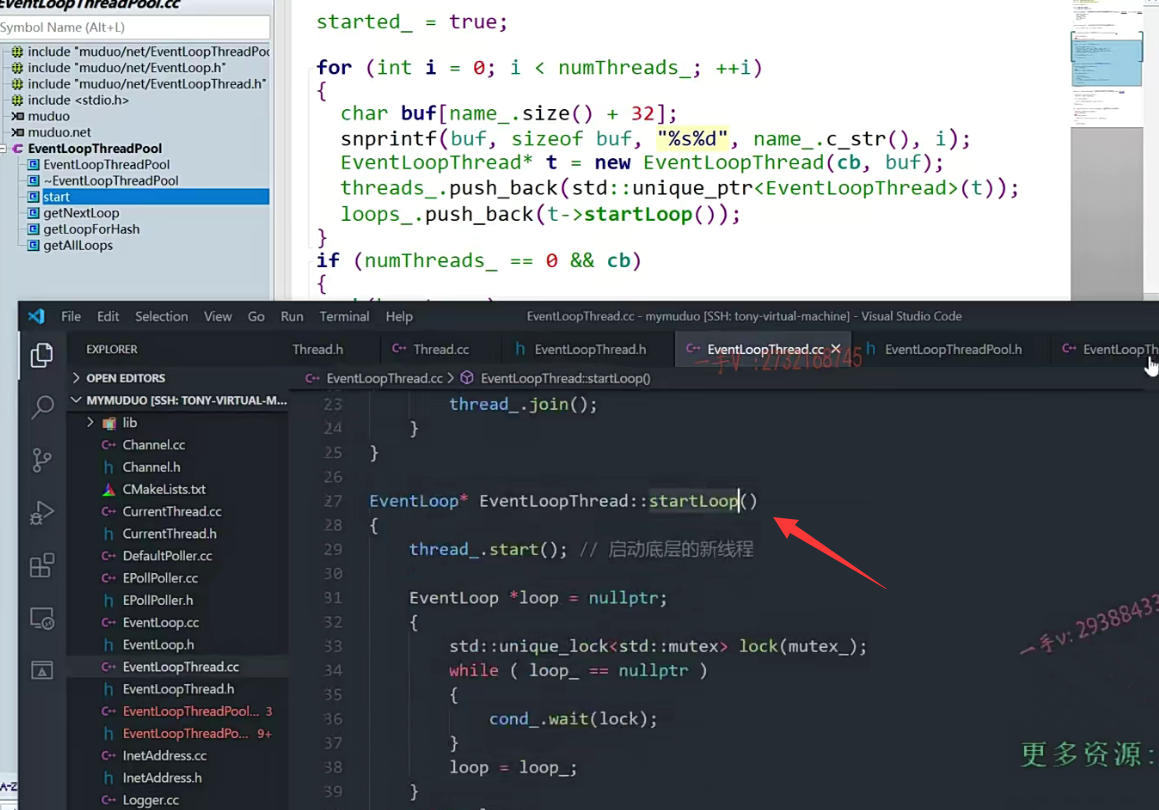 EventLoopThreadPool.cc
Symbol Name (Alt+L)
include "muduo/net/EventLoopThreadPoo
include "muduo/net/EventLoop.h"
include "muduo/net/EventLoopThread.h"
include <stdio.h>
muduo
muduo.net
EventLoopThreadPool
EventLoopThreadPool
~EventLoopThreadPool
start
getNextLoop
getLoopForHash
getAllLoops
A-Z
started_ = true;
for (int i = 0; i < numThreads_; ++i)
{
char buf[name_.size() + 32];
snprintf(buf, sizeof buf, "%s%d", name_.c_str(), i);
EventLoopThread* t = new EventLoopThread(cb, buf);
threads_.push_back(std::unique_ptr<EventLoopThread>(t));
loops_.push_back(t->startLoop());
}
if (numThreads_ == 0 && cb)
{
File Edit Selection View Go Run Terminal Help EventLoopThread.cc - mymuduo [SSH: tony-virtual-machine] - Visual Studio Code
EXPLORER
OPEN EDITORS
MYMUDUO [SSH: TONY-VIRTUAL-M...
lib
Channel.cc
Channel.h
CMakeLists.txt
CurrentThread.cc
CurrentThread.h
DefaultPoller.cc
EPollPoller.cc
EPollPoller.h
EventLoop.cc
EventLoop.h
EventLoopThread.cc
EventLoopThread.h
EventLoopThreadPool... 3
EventLoopThreadPo... 9+
InetAddress.cc
InetAddress.h
Logger.cc
Thread.h Thread.cc EventLoopThread.h EventLoopThread.cc EventLoopThreadPool.h EventLoopTh
一手V:2732168745
EventLoopThread.cc > EventLoopThread::startLoop()
23 thread_.join();
24 }
25 }
26
27 EventLoop* EventLoopThread::startLoop()
28 {
29 thread_.start(); // 启动底层的新线程
30
31 EventLoop *loop = nullptr;
32 {
33 std::unique_lock<std::mutex> lock(mutex_);
34 while ( loop_ == nullptr )
35 {
36 cond_.wait(lock);
37 }
38 loop = loop_;
39 }
一手v: 29388433
更多资源: